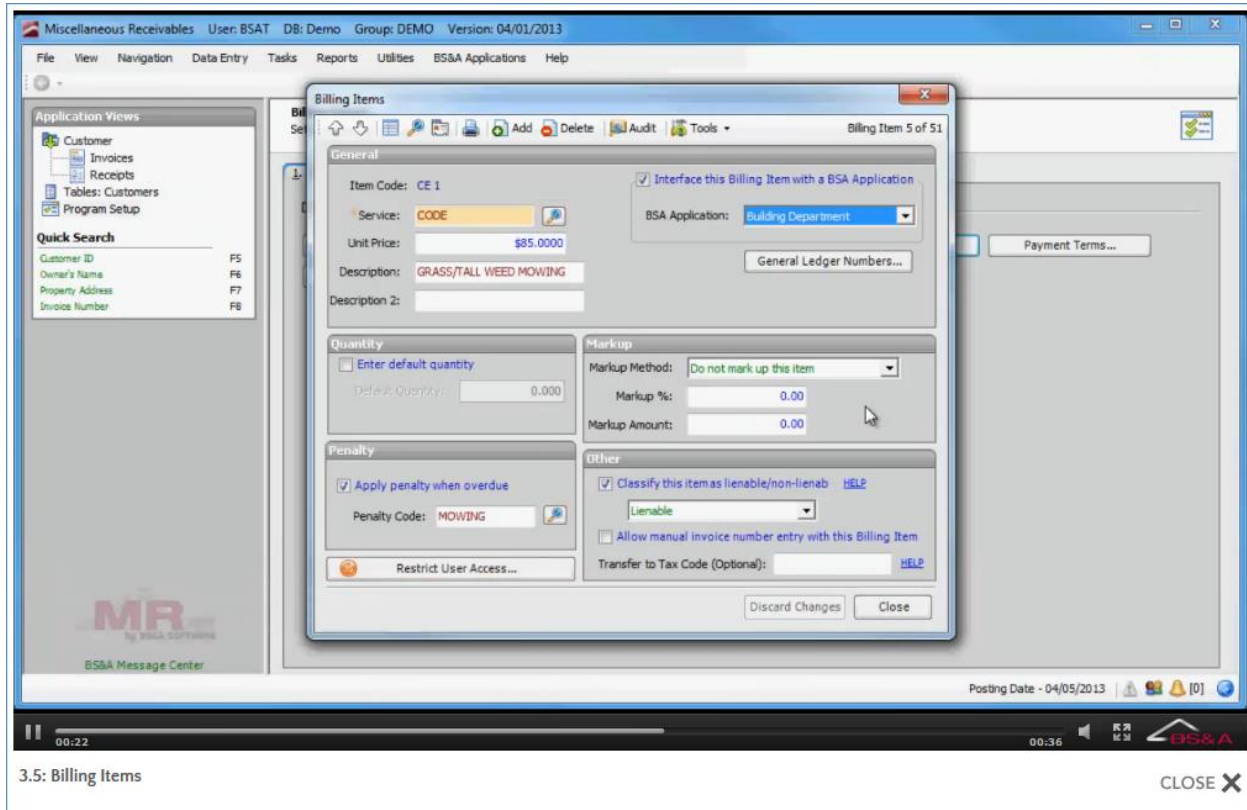 Miscellaneous Receivables User: BSAT DB: Demo Group: DEMO Version: 04/01/2013
File View Navigation Data Entry Tasks Reports Utilities BS&A Applications Help
Application Views
Customer
Invoices
Receipts
Tables: Customers
Program Setup
Quick Search
Customer ID F5
Owner's Name F6
Property Address F7
Invoice Number F8
Bil
Set
1.
Billing Items
Add Delete Audit Tools Billing Item 5 of 51
General
Item Code: CE 1
Interface this Billing Item with a BSA Application
*Service: CODE
BSA Application: Building Department
Unit Price: $85.0000
General Ledger Numbers...
Description: GRASS/TALL WEED MOWING
Description 2:
Payment Terms...
Quantity
Enter default quantity
Default Quantity: 0.000
Markup
Markup Method: Do not mark up this item
Markup %: 0.00
Markup Amount: 0.00
Penalty
Apply penalty when overdue
Penalty Code: MOWING
Restrict User Access...
Other
Classify this item as lienable/non-lienab HELP
Lienable
Allow manual invoice number entry with this Billing Item
Transfer to Tax Code (Optional): HELP
Discard Changes Close
MR.net
by BS&A SOFTWARE
BS&A Message Center
Posting Date - 04/05/2013 [0]
00:22 00:36 BS&A
3.5: Billing Items
CLOSE X